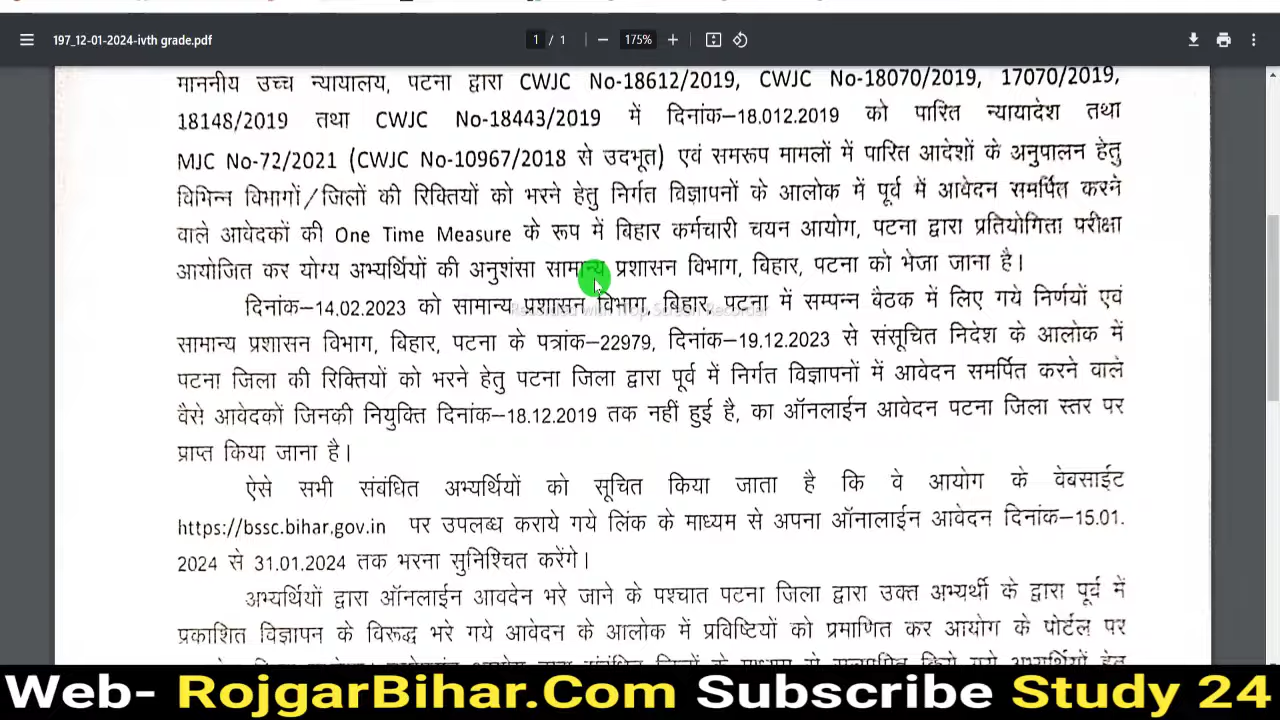 197_12-01-2024-ivth grade.pdf
1 / 1
175%
माननीय उच्च न्यायालय, पटना द्वारा CWJC No-18612/2019, CWJC No-18070/2019, 17070/2019,
18148/2019 तथा CWJC No-18443/2019 में दिनांक–18.012.2019 को पारित न्यायादेश तथा
MJC No-72/2021 (CWJC No-10967/2018 से उदभूत) एवं समरूप मामलों में पारित आदेशों के अनुपालन हेतु
विभिन्न विभागों/जिलों की रिक्तियों को भरने हेतु निर्गत विज्ञापनों के आलोक में पूर्व में आवेदन समर्पित करने
वाले आवेदकों की One Time Measure के रूप में बिहार कर्मचारी चयन आयोग, पटना द्वारा प्रतियोगिता परीक्षा
आयोजित कर योग्य अभ्यर्थियों की अनुशंसा सामान्य प्रशासन विभाग, बिहार, पटना को भेजा जाना है।
दिनांक–14.02.2023 को सामान्य प्रशासन विभाग, बिहार, पटना में सम्पन्न बैठक में लिए गये निर्णयों एवं
सामान्य प्रशासन विभाग, बिहार, पटना के पत्रांक–22979, दिनांक–19.12.2023 से संसूचित निदेश के आलोक में
पटना जिला की रिक्तियों को भरने हेतु पटना जिला द्वारा पूर्व में निर्गत विज्ञापनों में आवेदन समर्पित करने वाले
वैसे आवेदकों जिनकी नियुक्ति दिनांक–18.12.2019 तक नहीं हुई है, का ऑनलाईन आवेदन पटना जिला स्तर पर
प्राप्त किया जाना है।
ऐसे सभी संबंधित अभ्यर्थियों को सूचित किया जाता है कि वे आयोग के वेबसाईट
https://bssc.bihar.gov.in पर उपलब्ध कराये गये लिंक के माध्यम से अपना ऑनालाईन आवेदन दिनांक–15.01.
2024 से 31.01.2024 तक भरना सुनिश्चित करेंगे।
अभ्यर्थियों द्वारा ऑनलाईन आवदेन भरे जाने के पश्चात पटना जिला द्वारा उक्त अभ्यर्थी के द्वारा पूर्व में
प्रकाशित विज्ञापन के विरूद्ध भरे गये आवेदन के आलोक में प्रविष्टियों को प्रमाणित कर आयोग के पोर्टल पर
Web- RojgarBihar.Com Subscribe Study 24